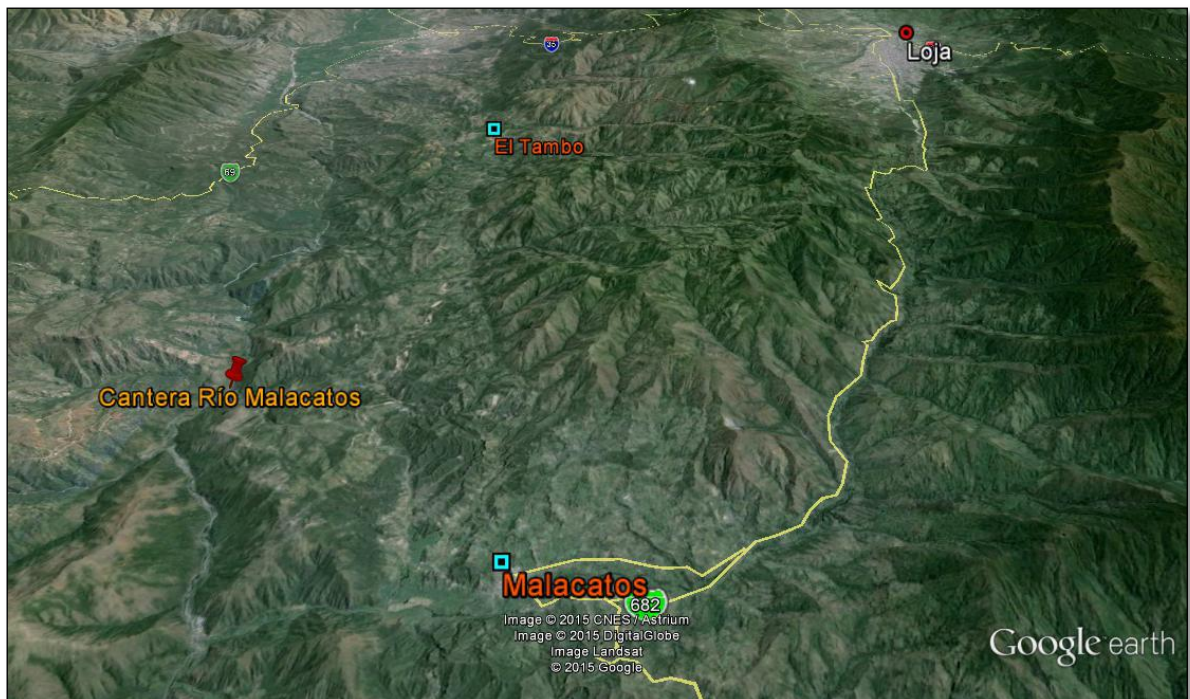 35
Loja
El Tambo
69
Cantera Río Malacatos
Malacatos
682
Image © 2015 CNES / Astrium
Image © 2015 DigitalGlobe
Image Landsat
© 2015 Google
Google earth